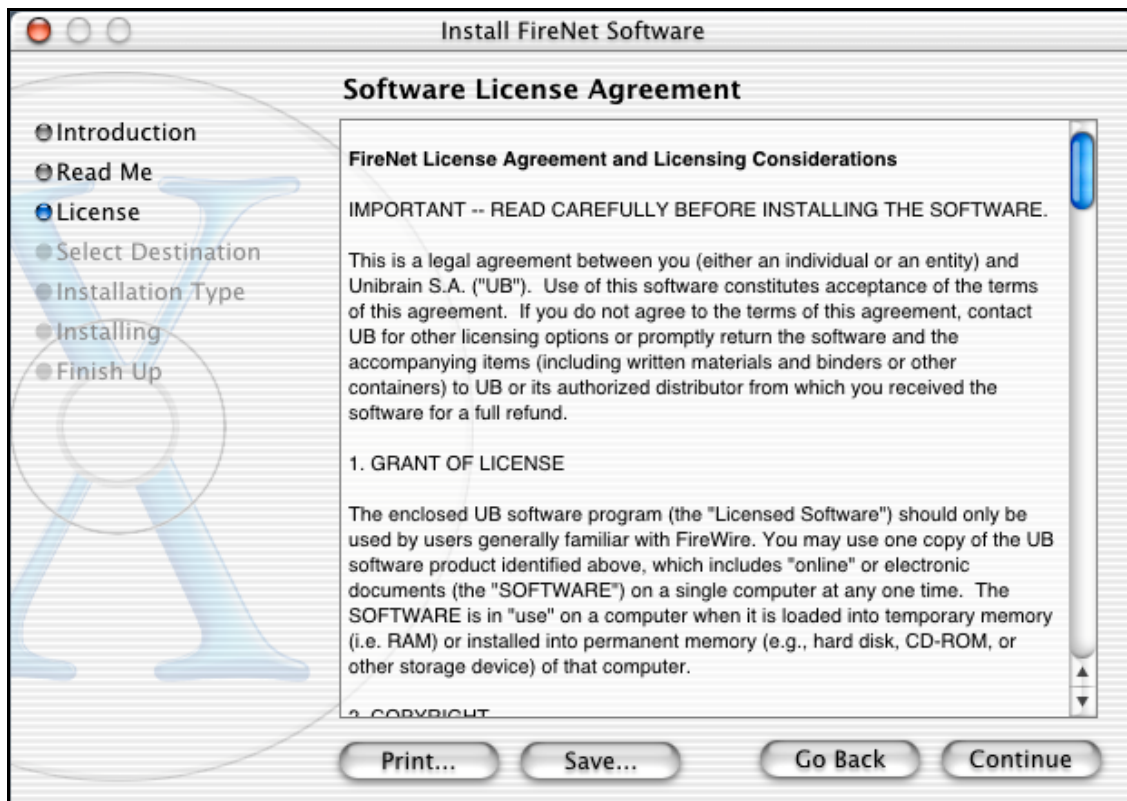 Install FireNet Software
Software License Agreement
Introduction
Read Me
License
Select Destination
Installation Type
Installing
Finish Up
FireNet License Agreement and Licensing Considerations
IMPORTANT -- READ CAREFULLY BEFORE INSTALLING THE SOFTWARE.
This is a legal agreement between you (either an individual or an entity) and
Unibrain S.A. ("UB").  Use of this software constitutes acceptance of the terms
of this agreement.  If you do not agree to the terms of this agreement, contact
UB for other licensing options or promptly return the software and the
accompanying items (including written materials and binders or other
containers) to UB or its authorized distributor from which you received the
software for a full refund.
1. GRANT OF LICENSE
The enclosed UB software program (the "Licensed Software") should only be
used by users generally familiar with FireWire. You may use one copy of the UB
software product identified above, which includes "online" or electronic
documents (the "SOFTWARE") on a single computer at any one time.  The
SOFTWARE is in "use" on a computer when it is loaded into temporary memory
(i.e. RAM) or installed into permanent memory (e.g., hard disk, CD-ROM, or
other storage device) of that computer.
2. COPYRIGHT
Print...
Save...
Go Back
Continue